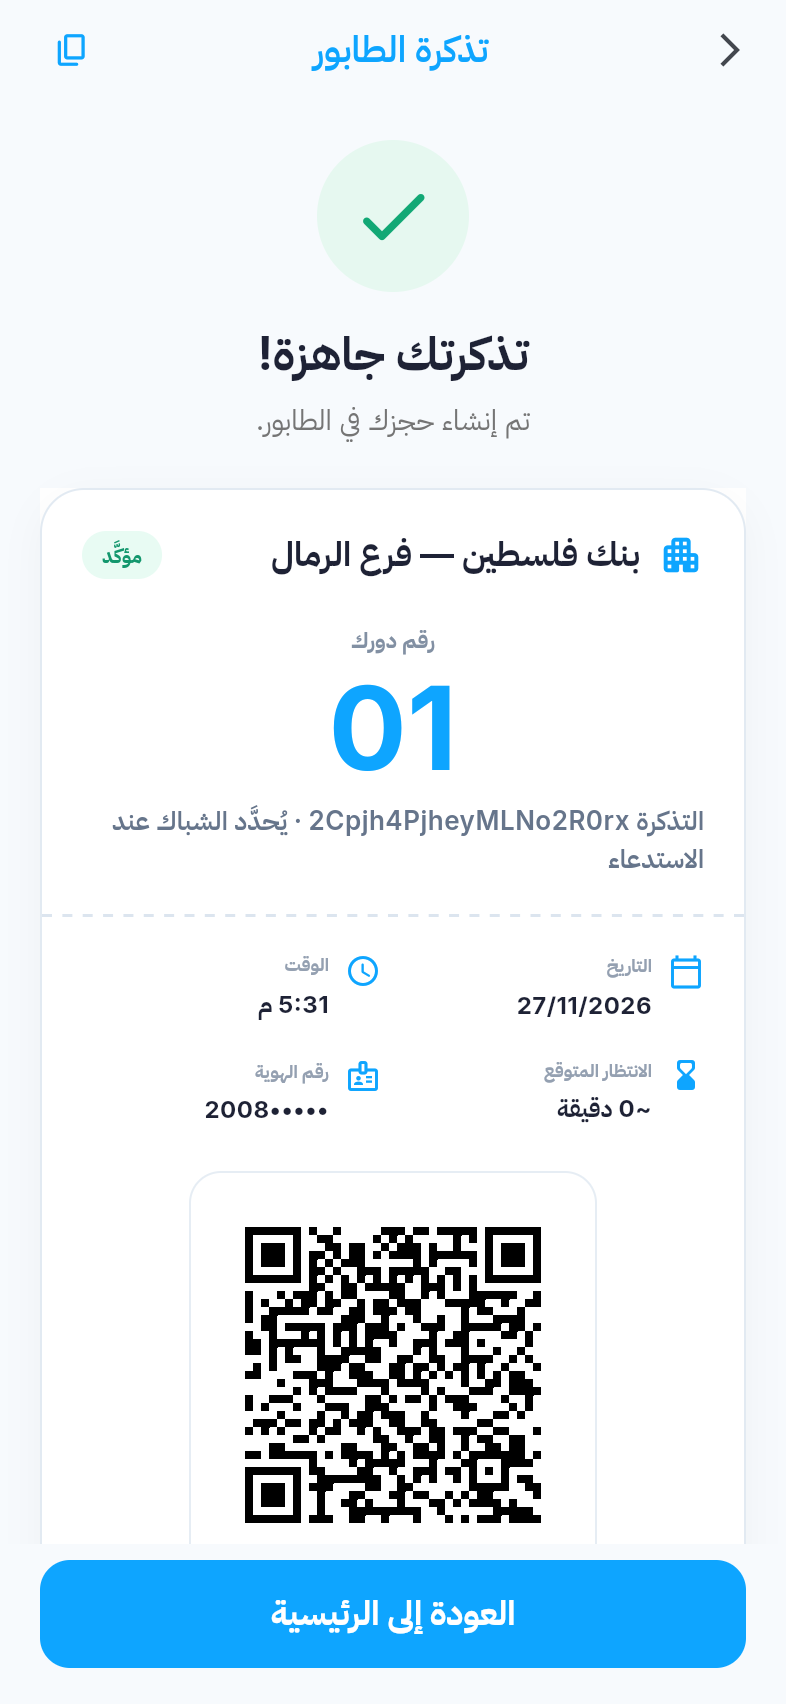 تذكرة الطابور
تذكرتك جاهزة!
تم إنشاء حجزك في الطابور.
بنك فلسطين — فرع الرمال
مؤكَّد
رقم دورك
01
التذكرة 2Cpjh4PjheyMLNo2R0rx · يُحدَّد الشباك عند
الاستدعاء
التاريخ
27/11/2026
الوقت
5:31 م
الانتظار المتوقع
~0 دقيقة
رقم الهوية
2008•••••
العودة إلى الرئيسية